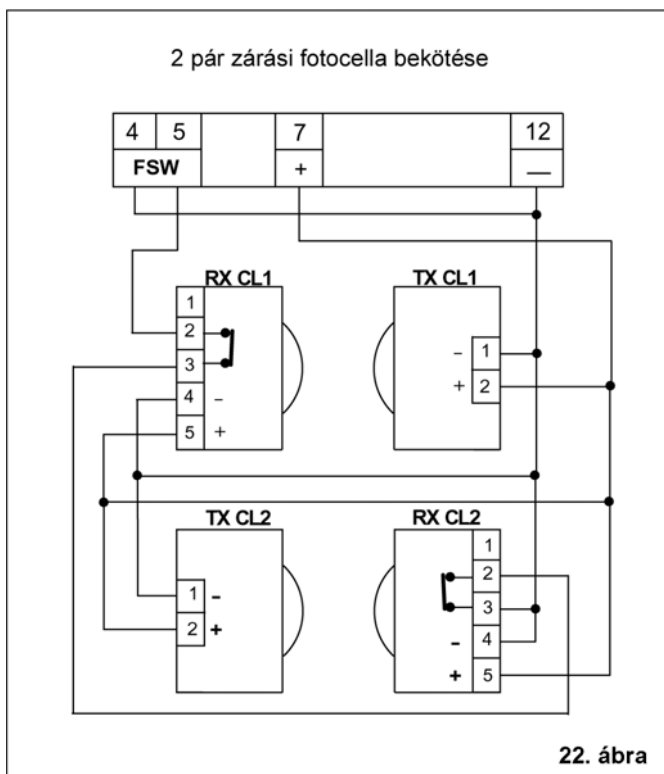 2 pár zárási fotocella bekötése
4 5 7 12
FSW + —
RX CL1 TX CL1
1
2
3
4 -
5 +
- 1
+ 2
TX CL2 RX CL2
1 -
2 +
1
2
3
- 4
+ 5
22. ábra